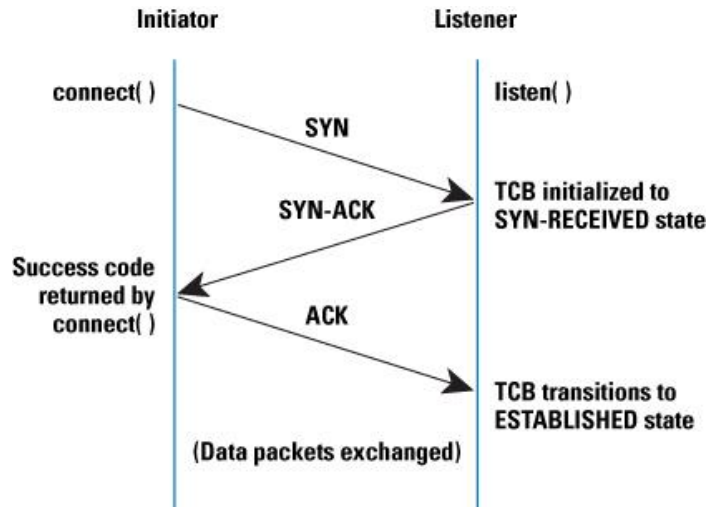 Initiator
Listener
connect( )
listen( )
SYN
TCB initialized to
SYN-RECEIVED state
SYN-ACK
Success code
returned by
connect( )
ACK
TCB transitions to
ESTABLISHED state
(Data packets exchanged)